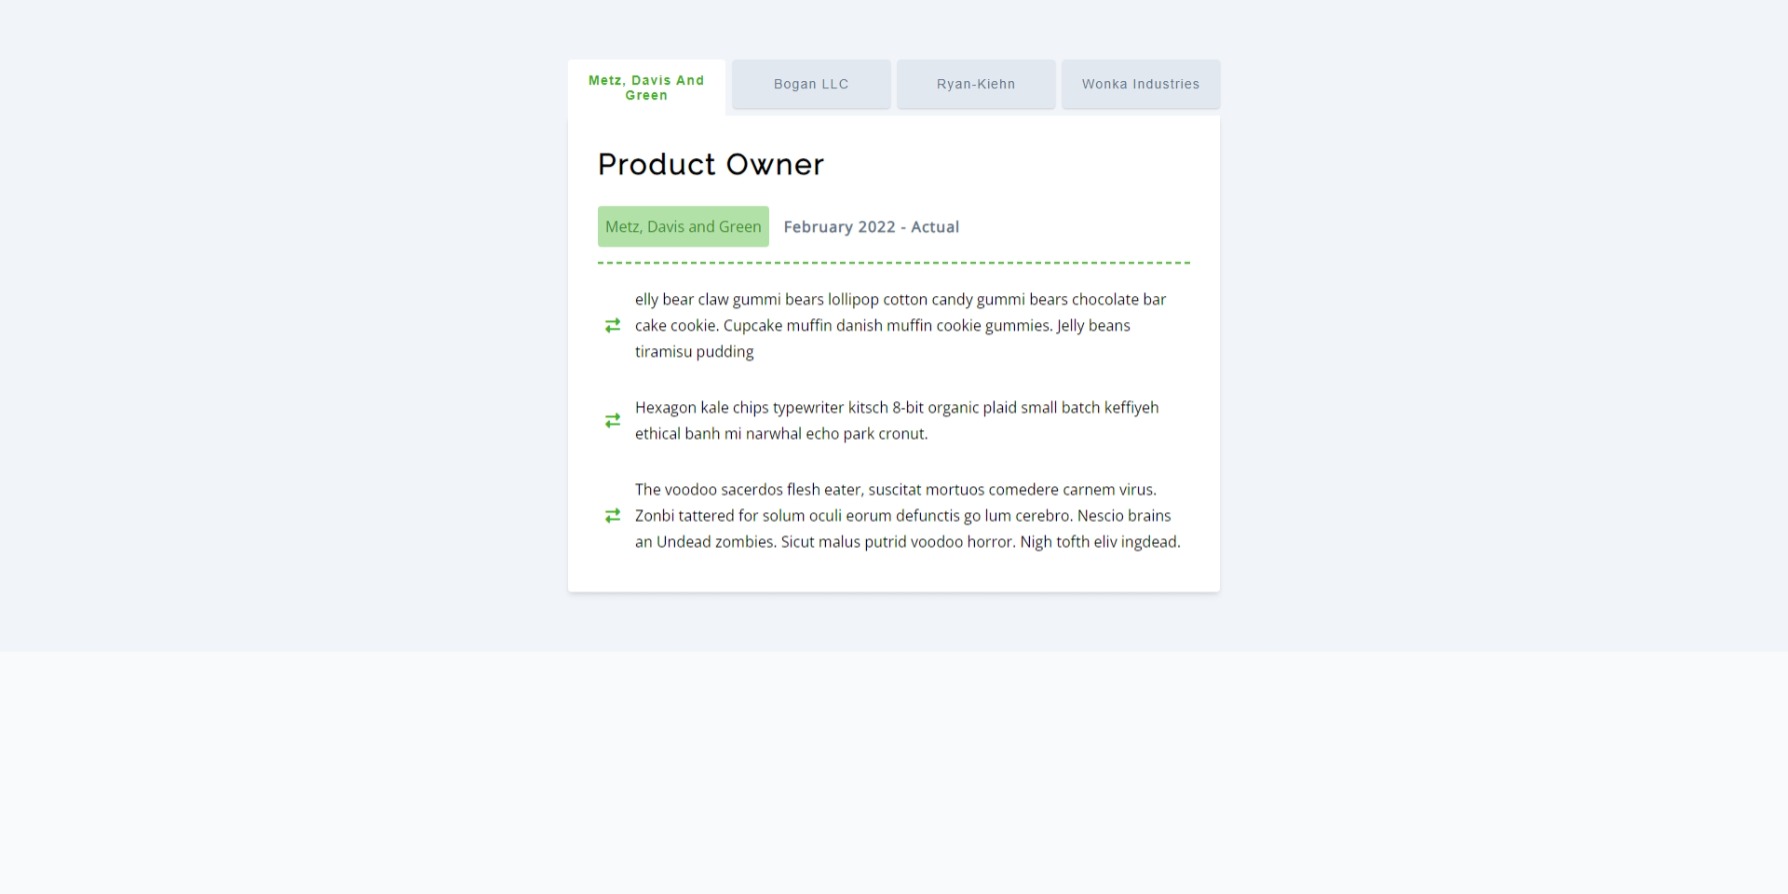 Metz, Davis And
Green
Bogan LLC
Ryan-Kiehn
Wonka Industries
Product Owner
Metz, Davis and Green
February 2022 - Actual
elly bear claw gummi bears lollipop cotton candy gummi bears chocolate bar
cake cookie. Cupcake muffin danish muffin cookie gummies. Jelly beans
tiramisu pudding
Hexagon kale chips typewriter kitsch 8-bit organic plaid small batch keffiyeh
ethical banh mi narwhal echo park cronut.
The voodoo sacerdos flesh eater, suscitat mortuos comedere carnem virus.
Zonbi tattered for solum oculi eorum defunctis go lum cerebro. Nescio brains
an Undead zombies. Sicut malus putrid voodoo horror. Nigh tofth eliv ingdead.